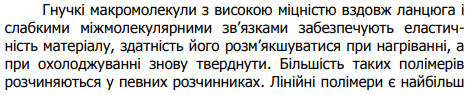 Гнучкі макромолекули з високою міцністю вздовж ланцюга і
слабкими міжмолекулярними зв’язками забезпечують еластич-
ність матеріалу, здатність його розм’якшуватися при нагріванні, а
при охолоджуванні знову тверднути. Більшість таких полімерів
розчиняються у певних розчинниках. Лінійні полімери є найбільш